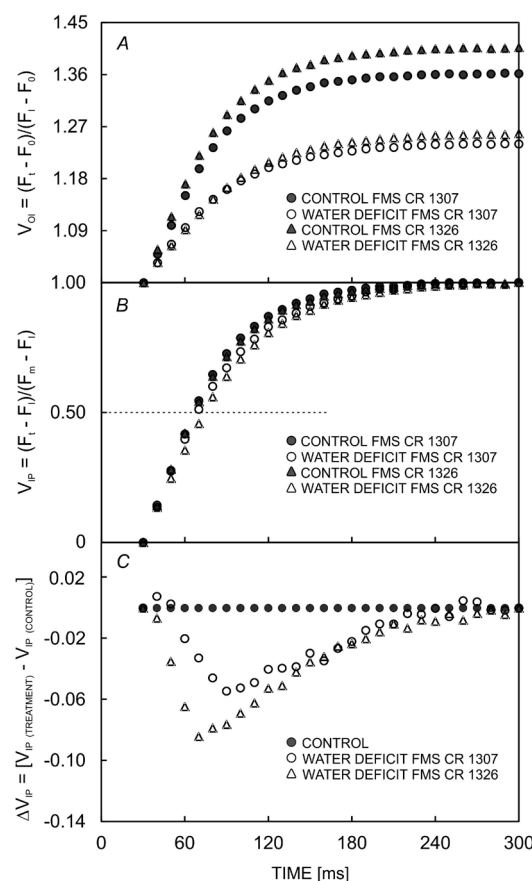 1.45
A
1.36
1.27
1.18
1.09
1.00
V_OI = (F_t - F_0)/(F_I - F_0)
CONTROL FMS CR 1307
WATER DEFICIT FMS CR 1307
CONTROL FMS CR 1326
WATER DEFICIT FMS CR 1326
B
0.50
0
V_IP = (F_t - F_I)/(F_m - F_I)
CONTROL FMS CR 1307
WATER DEFICIT FMS CR 1307
CONTROL FMS CR 1326
WATER DEFICIT FMS CR 1326
C
0.02
-0.02
-0.06
-0.10
-0.14
ΔV_IP = [V_IP (TREATMENT) - V_IP (CONTROL)]
CONTROL
WATER DEFICIT FMS CR 1307
WATER DEFICIT FMS CR 1326
0 60 120 180 240 300
TIME [ms]